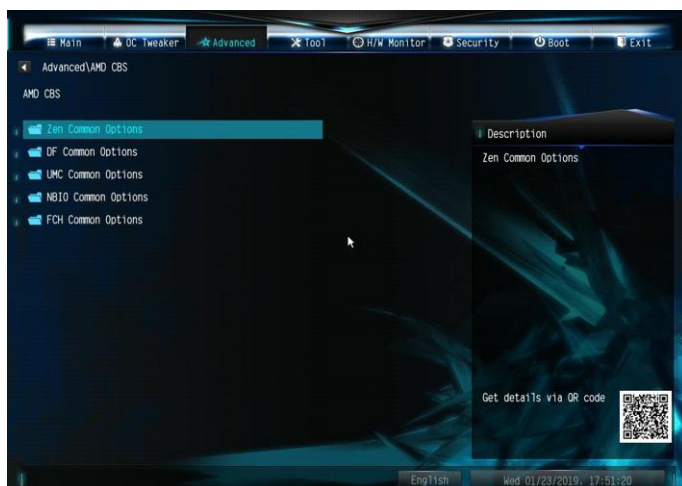 Main OC Tweaker Advanced Tool H/W Monitor Security Boot Exit
Advanced\AMD CBS
AMD CBS
Zen Common Options
DF Common Options
UMC Common Options
NBIO Common Options
FCH Common Options
Description
Zen Common Options
Get details via QR code
English Wed 01/23/2019. 17:51:20